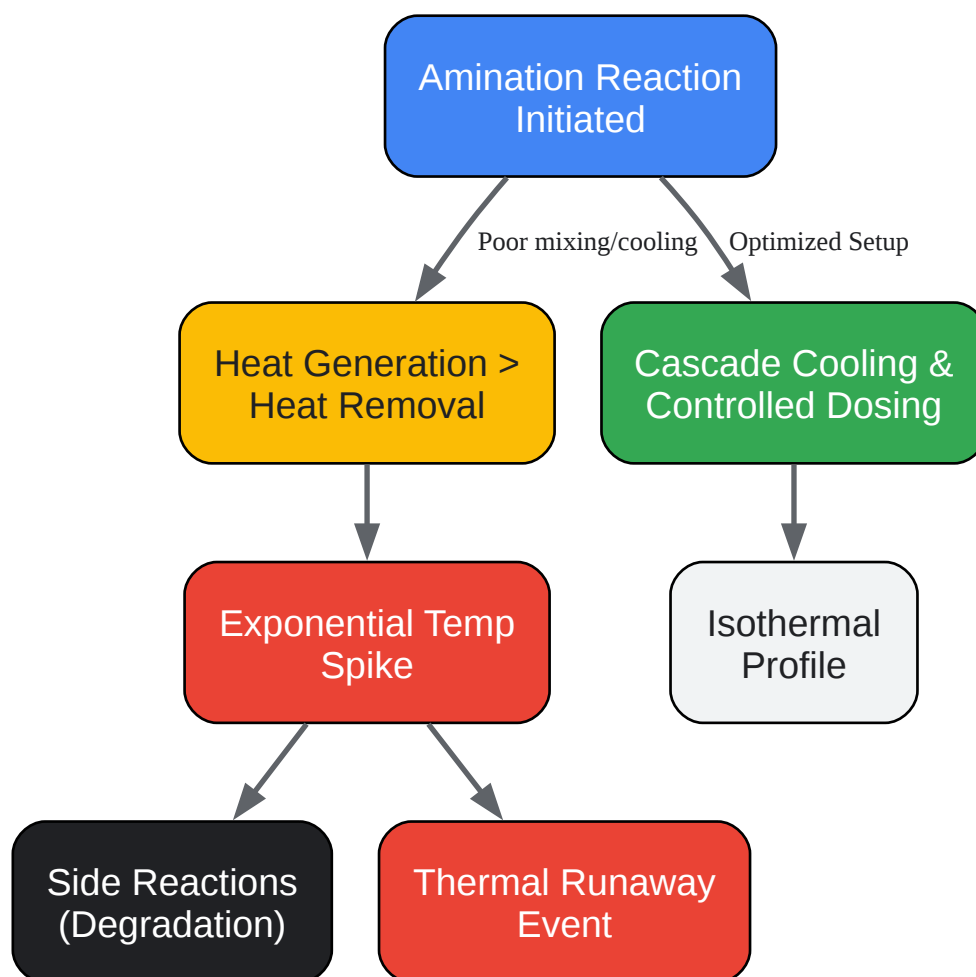 Amination Reaction
Initiated
Poor mixing/cooling
Optimized Setup
Heat Generation >
Heat Removal
Cascade Cooling &
Controlled Dosing
Exponential Temp
Spike
Isothermal
Profile
Side Reactions
(Degradation)
Thermal Runaway
Event